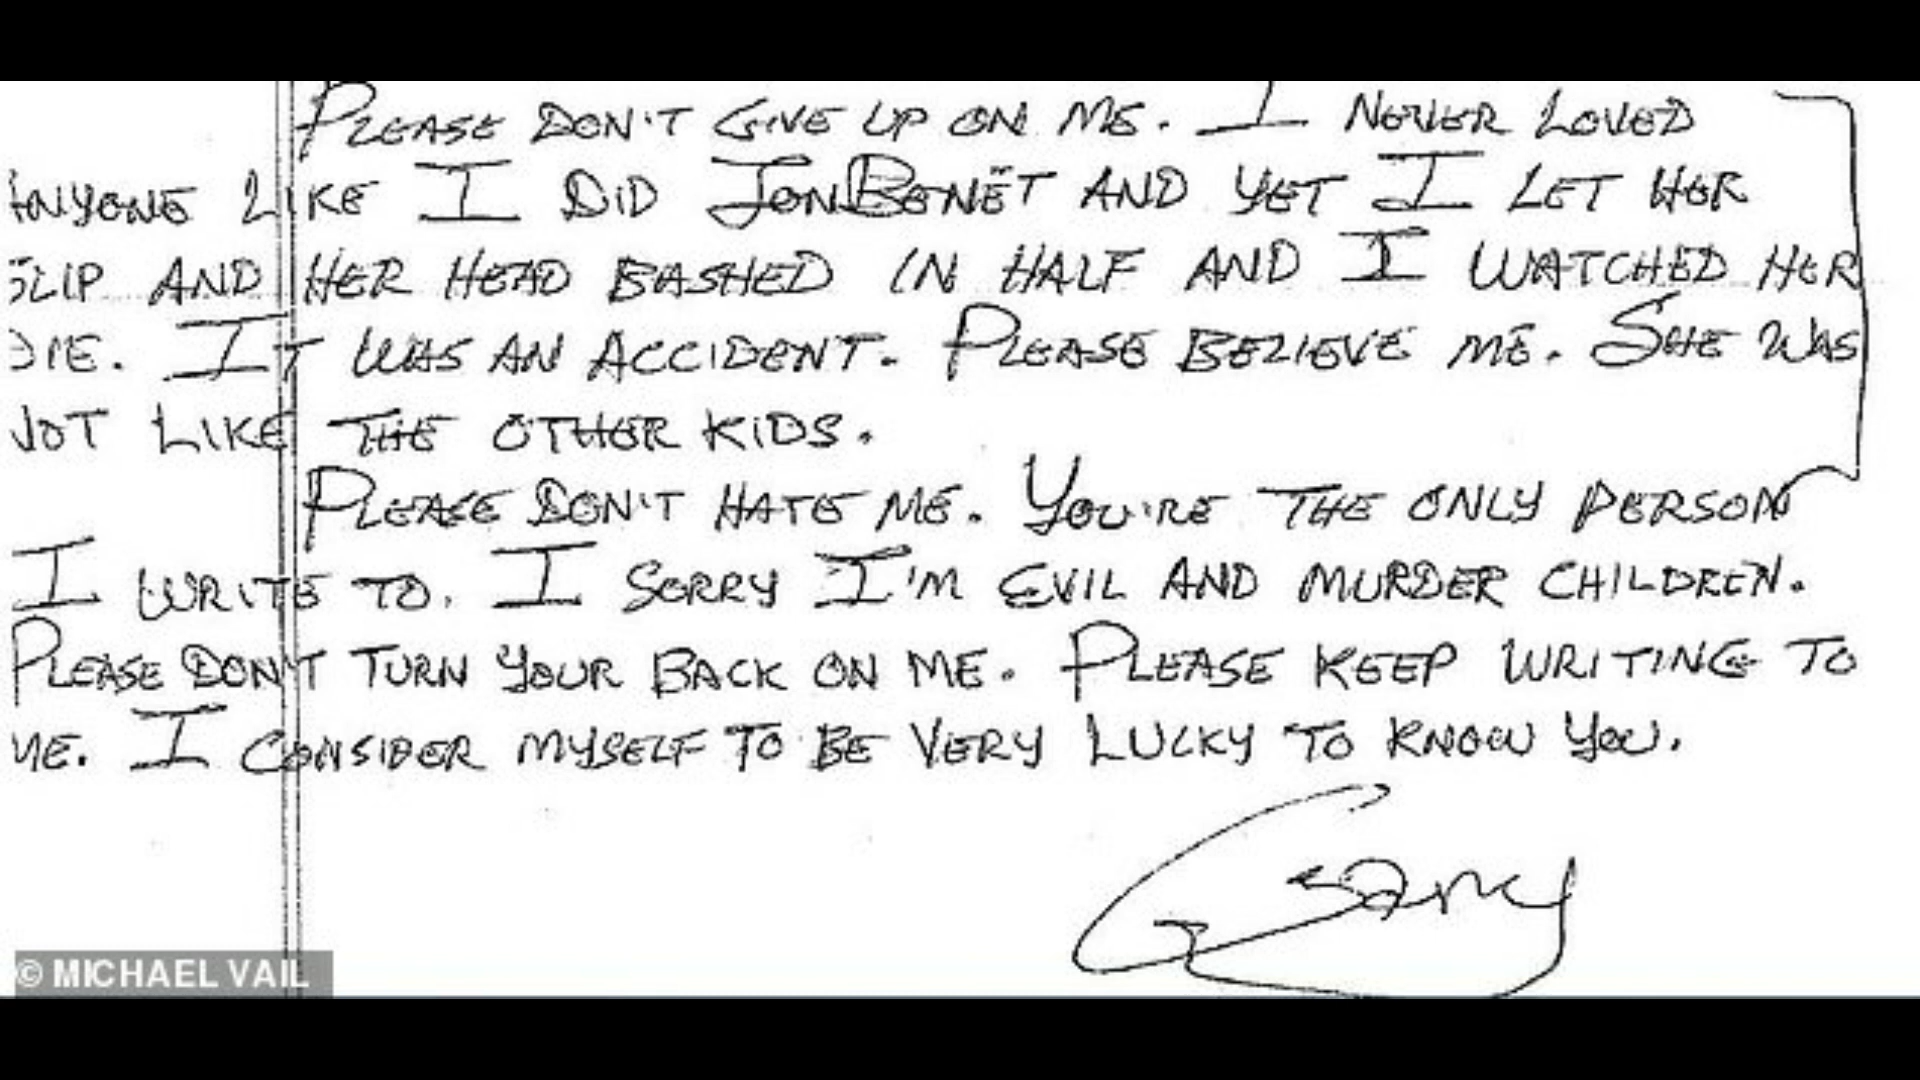 PLEASE DON'T GIVE UP ON ME. I NEVER LOVED
ANYONE LIKE I DID JONBENËT AND YET I LET HER
SLIP AND HER HEAD BASHED IN HALF AND I WATCHED HER
DIE. IT WAS AN ACCIDENT. PLEASE BELIEVE ME. SHE WAS
NOT LIKE THE OTHER KIDS.
PLEASE DON'T HATE ME. YOU'RE THE ONLY PERSON
I WRITE TO. I SORRY I'M EVIL AND MURDER CHILDREN.
PLEASE DON'T TURN YOUR BACK ON ME. PLEASE KEEP WRITING TO
ME. I CONSIDER MYSELF TO BE VERY LUCKY TO KNOW YOU.
Gary
© MICHAEL VAIL